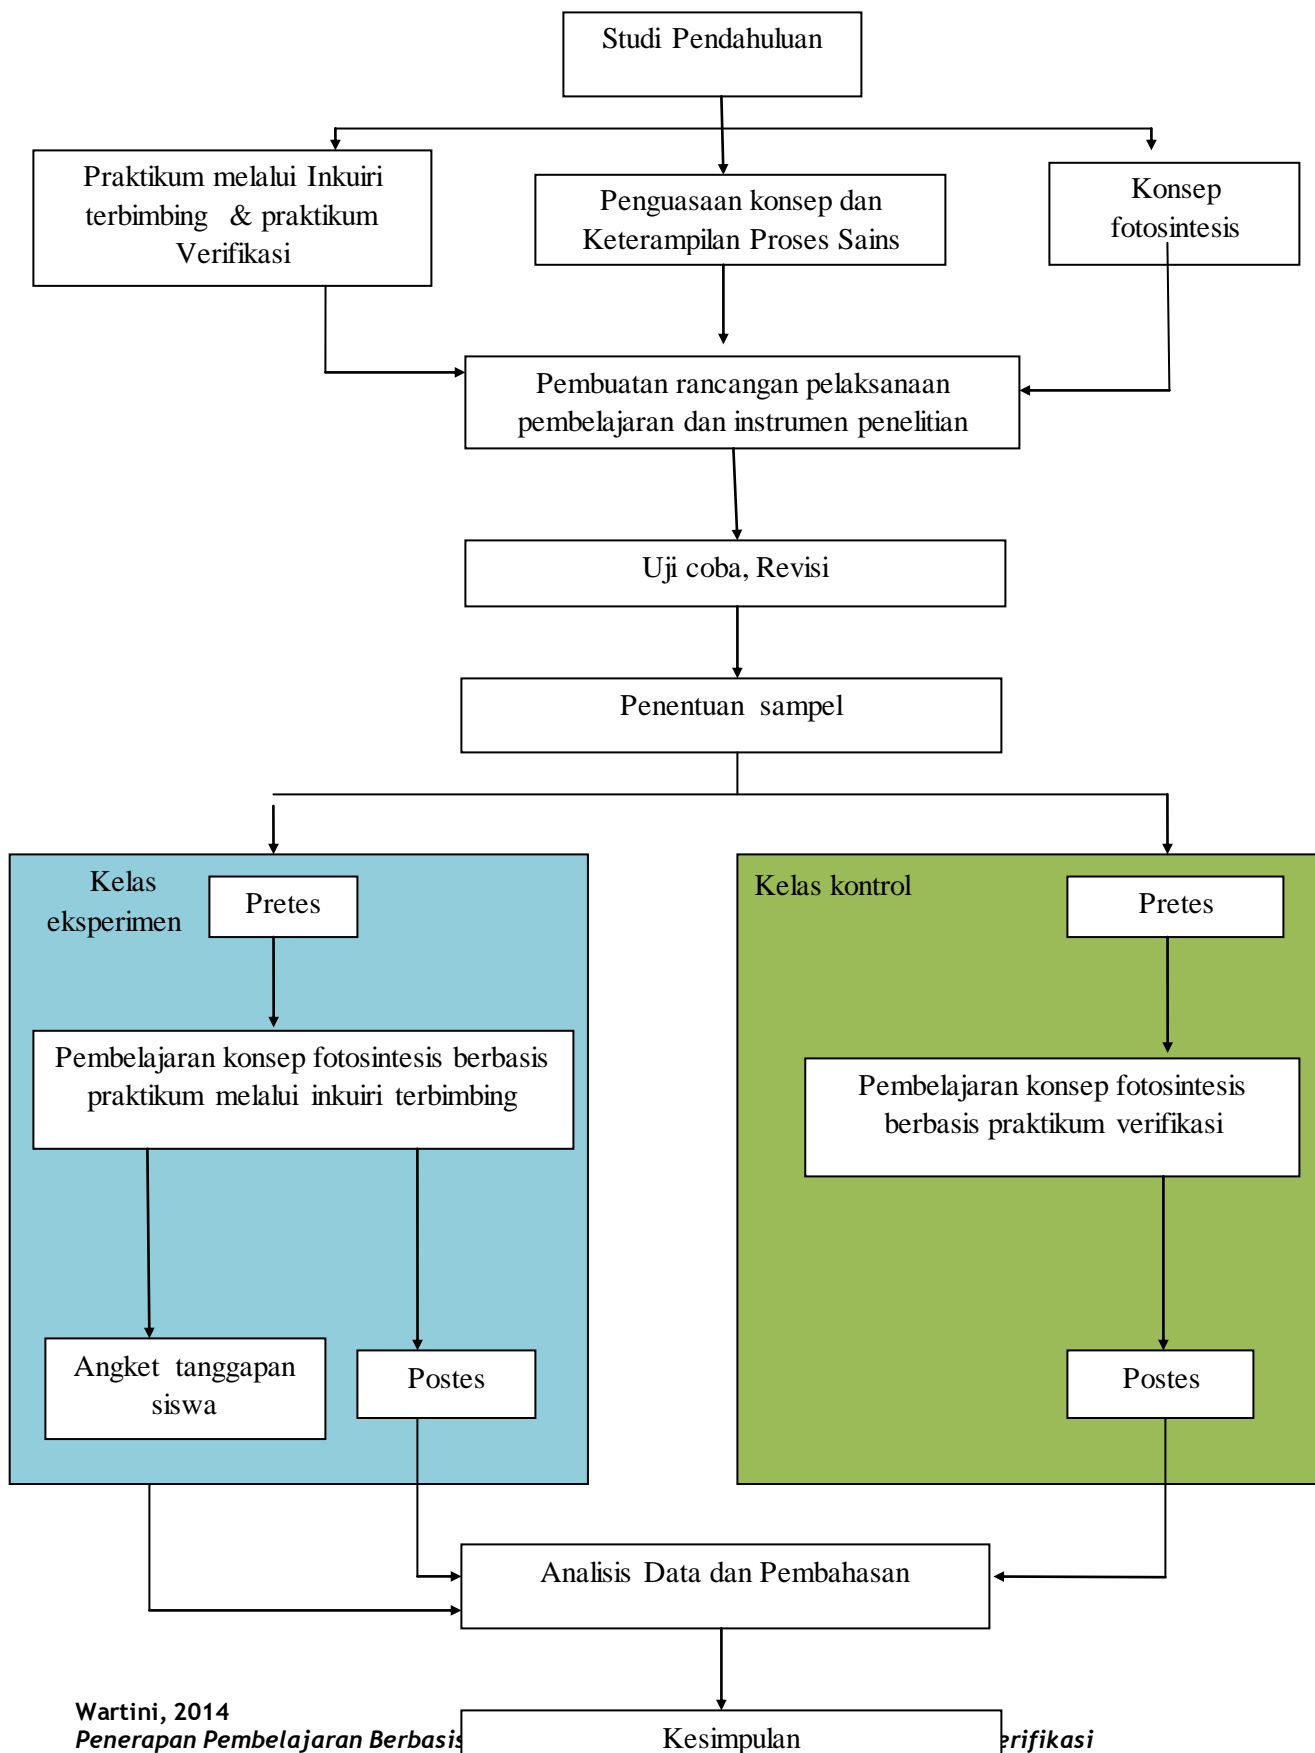 Studi Pendahuluan
Praktikum melalui Inkuiri
terbimbing & praktikum
Verifikasi
Penguasaan konsep dan
Keterampilan Proses Sains
Konsep
fotosintesis
Pembuatan rancangan pelaksanaan
pembelajaran dan instrumen penelitian
Uji coba, Revisi
Penentuan sampel
Kelas
eksperimen
Pretes
Pembelajaran konsep fotosintesis berbasis
praktikum melalui inkuiri terbimbing
Angket tanggapan
siswa
Postes
Kelas kontrol
Pretes
Pembelajaran konsep fotosintesis
berbasis praktikum verifikasi
Postes
Analisis Data dan Pembahasan
Wartini, 2014
Penerapan Pembelajaran Berbasis
Kesimpulan
erifikasi